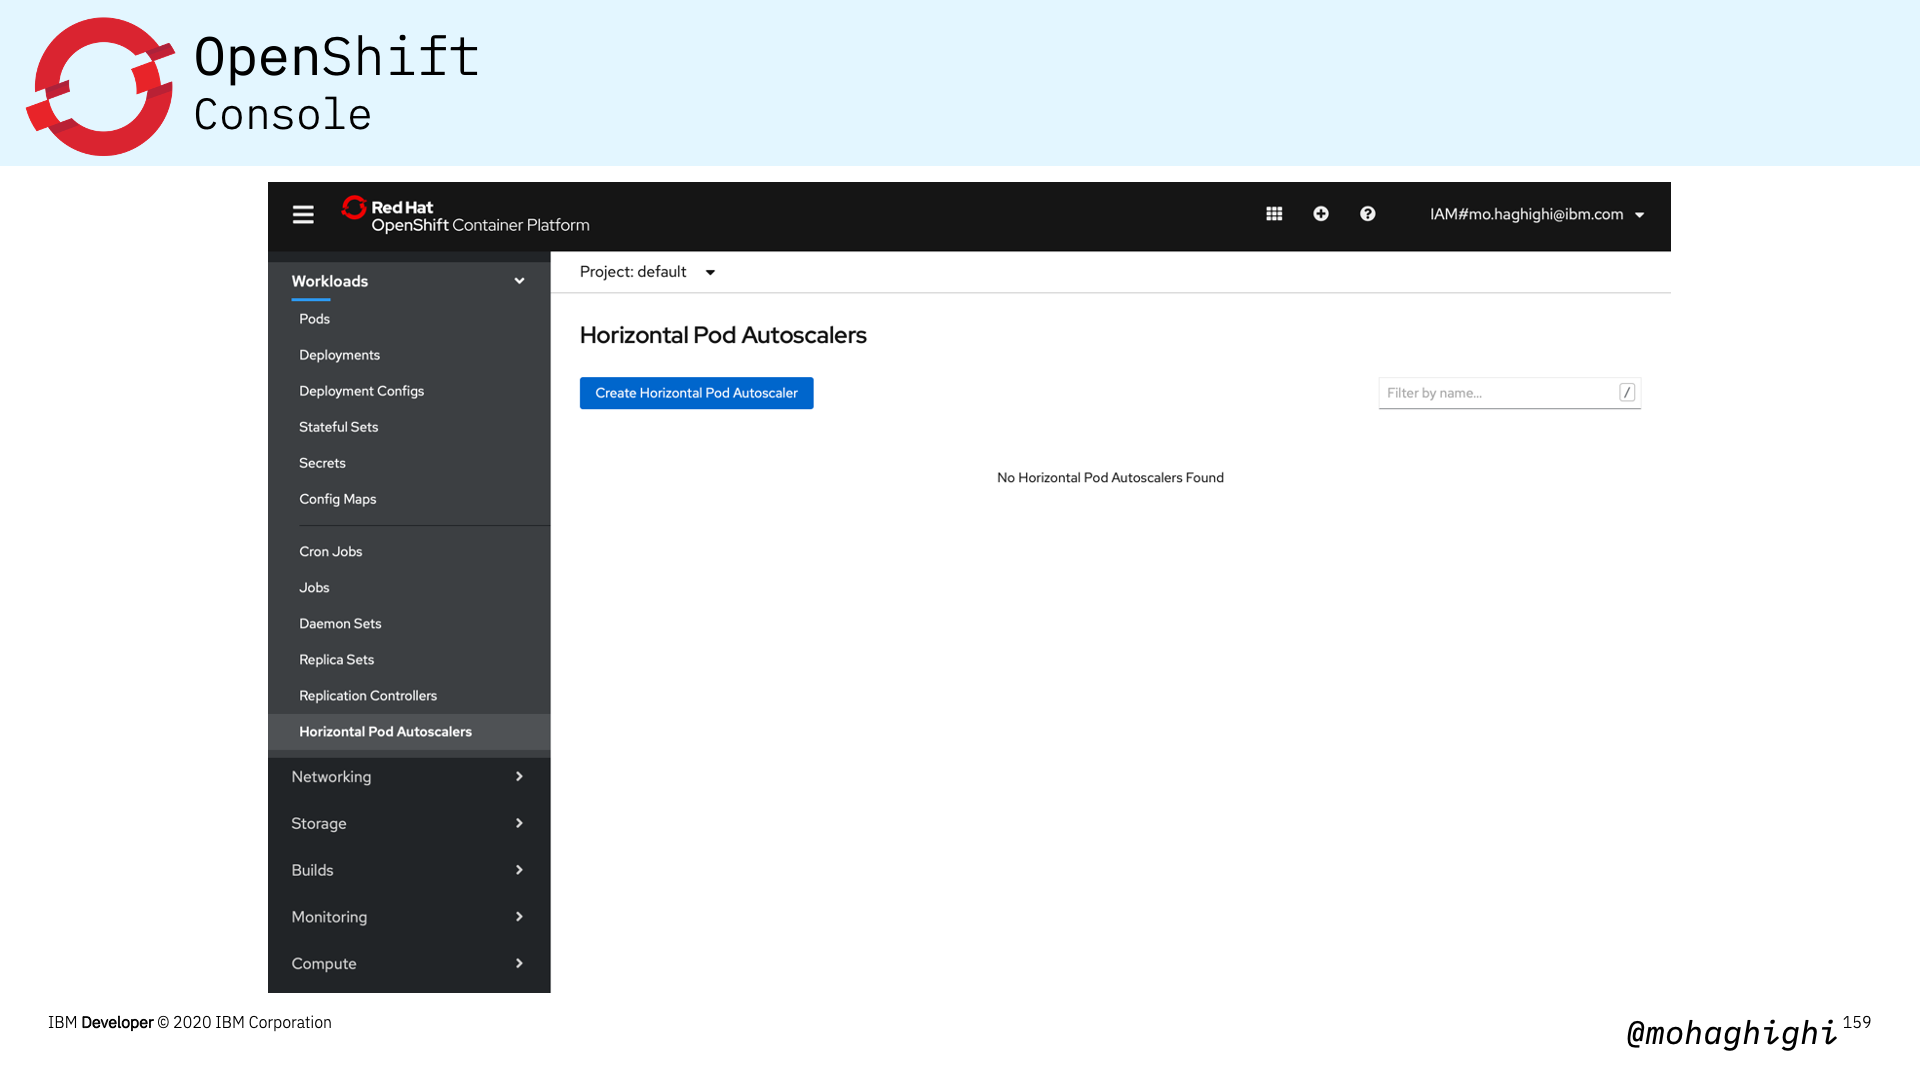 OpenShift
Console
Red Hat
OpenShift Container Platform
IAM#mo.haghighi@ibm.com
Workloads
Pods
Deployments
Deployment Configs
Stateful Sets
Secrets
Config Maps
Cron Jobs
Jobs
Daemon Sets
Replica Sets
Replication Controllers
Horizontal Pod Autoscalers
Networking
Storage
Builds
Monitoring
Compute
Project: default
Horizontal Pod Autoscalers
Create Horizontal Pod Autoscaler
Filter by name... /
No Horizontal Pod Autoscalers Found
IBM Developer © 2020 IBM Corporation
@mohaghighi 159